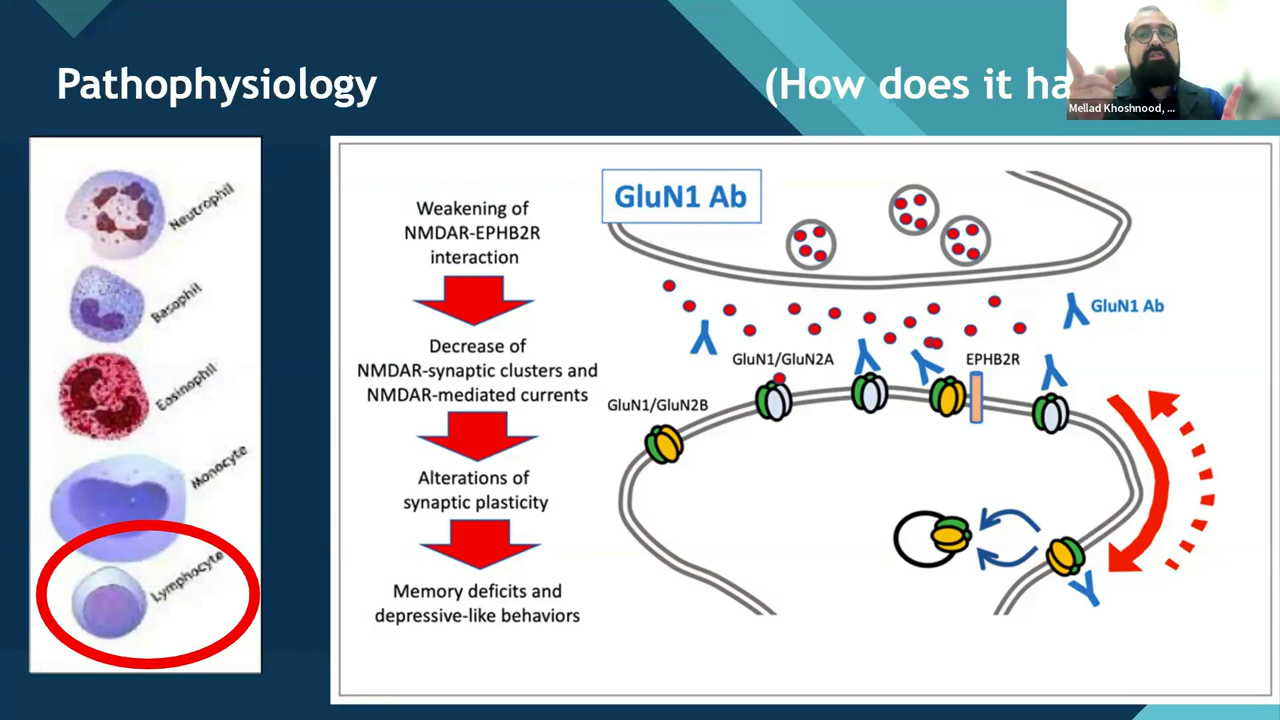 Pathophysiology
(How does it ha
Mellad Khoshnood, ...
Neutrophil
Basophil
Eosinophil
Monocyte
Lymphocyte
Weakening of
NMDAR-EPHB2R
interaction
Decrease of
NMDAR-synaptic clusters and
NMDAR-mediated currents
Alterations of
synaptic plasticity
Memory deficits and
depressive-like behaviors
GluN1 Ab
GluN1 Ab
GluN1/GluN2A
EPHB2R
GluN1/GluN2B